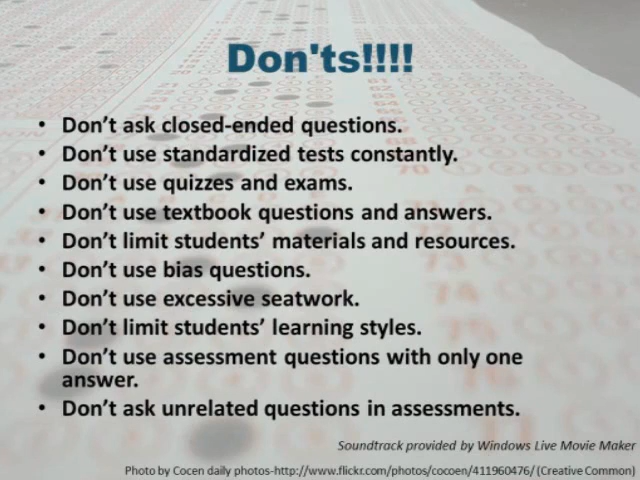 Don'ts!!!!
• Don’t ask closed-ended questions.
• Don’t use standardized tests constantly.
• Don’t use quizzes and exams.
• Don’t use textbook questions and answers.
• Don’t limit students’ materials and resources.
• Don’t use bias questions.
• Don’t use excessive seatwork.
• Don’t limit students’ learning styles.
• Don’t use assessment questions with only one
answer.
• Don’t ask unrelated questions in assessments.
Soundtrack provided by Windows Live Movie Maker
Photo by Cocen daily photos-http://www.flickr.com/photos/cocoen/411960476/ (Creative Common)